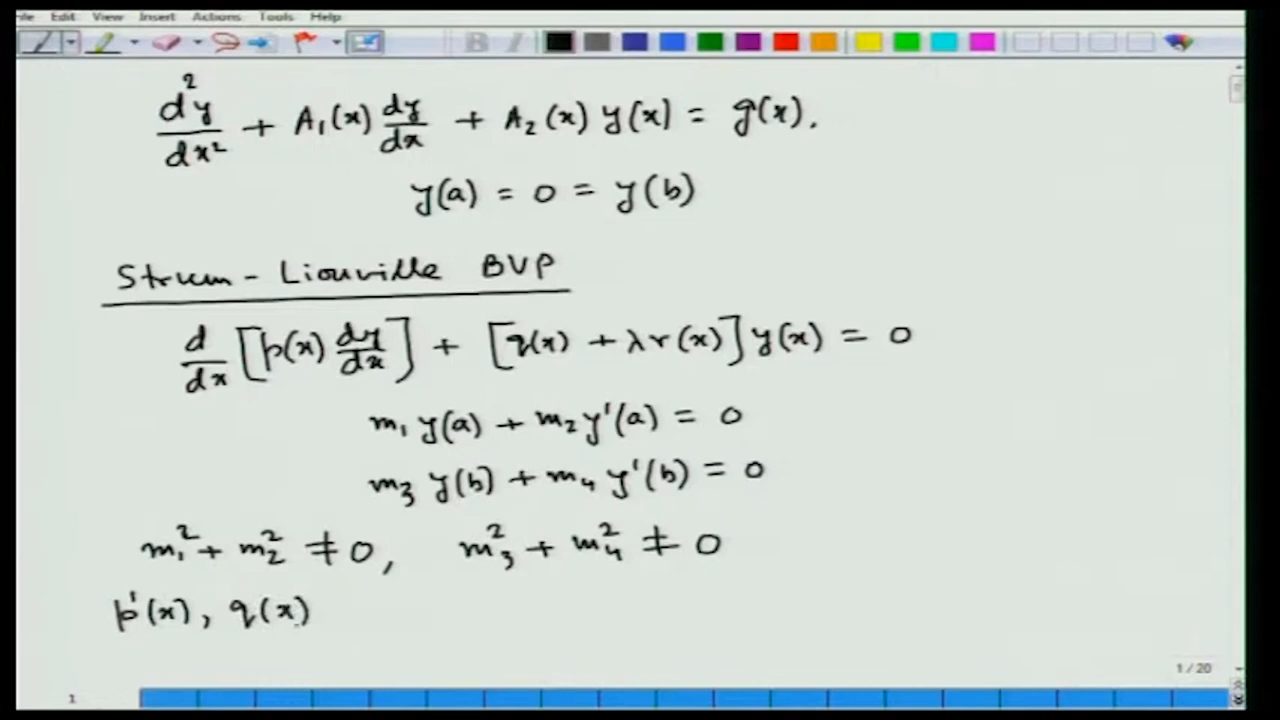 File Edit View Insert Actions Tools Help
d²y/dx² + A₁(x) dy/dx + A₂(x) y(x) = g(x).
y(a) = 0 = y(b)
Strum - Liouville BVP
d/dx [p(x) dy/dx] + [q(x) + λ r(x)] y(x) = 0
m₁ y(a) + m₂ y'(a) = 0
m₃ y(b) + m₄ y'(b) = 0
m₁² + m₂² ≠ 0, m₃² + m₄² ≠ 0
p'(x), q(x)
1 / 20
1